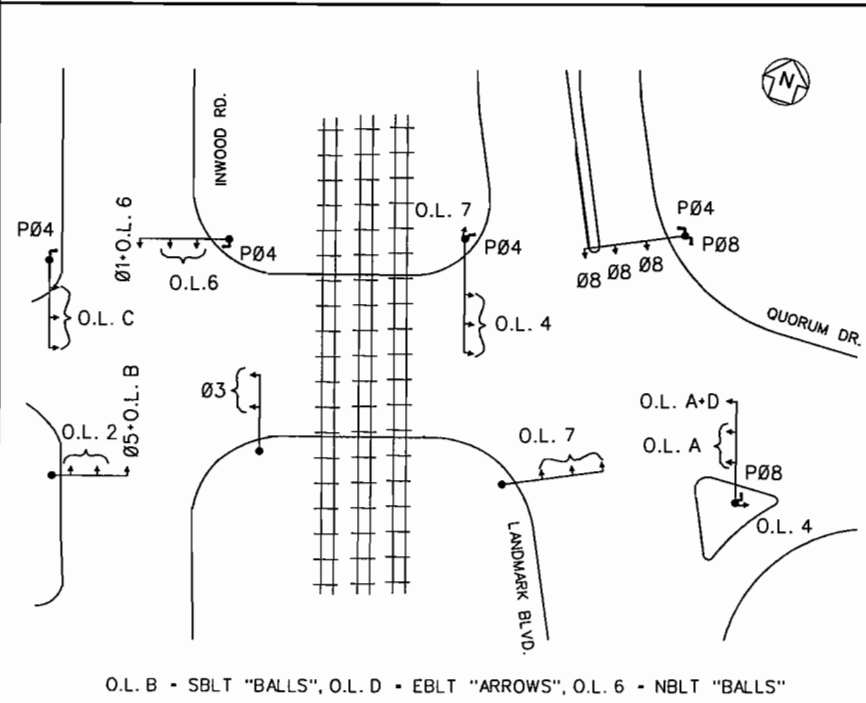 N
INWOOD RD.
PØ4
Ø1+O.L. 6
O.L.6
PØ4
O.L. 7
PØ4
PØ4
PØ8
Ø8 Ø8 Ø8
QUORUM DR.
O.L. C
O.L. 4
Ø3
Ø5+O.L. B
O.L. 2
O.L. 7
O.L. A+D
O.L. A
PØ8
O.L. 4
LANDMARK BLVD.
O.L. B - SBLT "BALLS", O.L. D - EBLT "ARROWS", O.L. 6 - NBLT "BALLS"